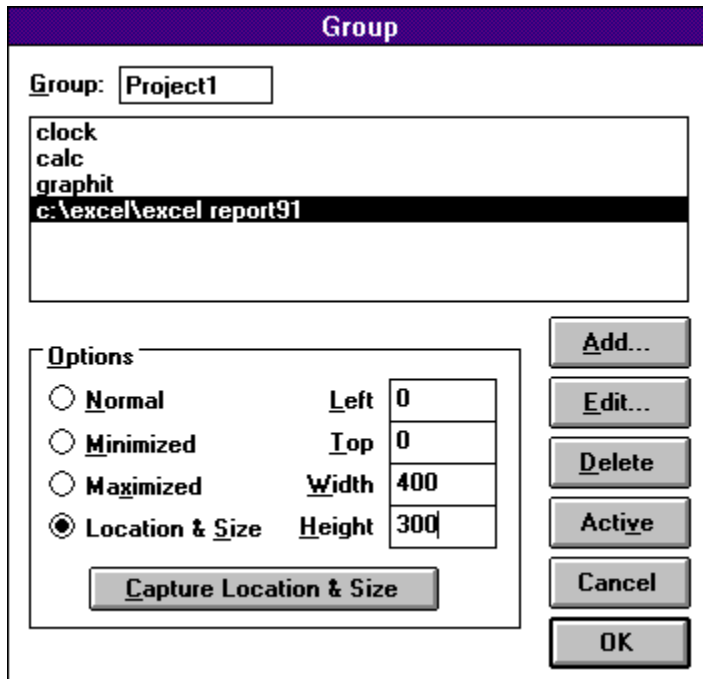 Group
Group: Project1
clock
calc
graphit
c:\excel\excel report91
Options
Normal
Minimized
Maximized
Location & Size
Left 0
Top 0
Width 400
Height 300
Capture Location & Size
Add...
Edit...
Delete
Active
Cancel
OK